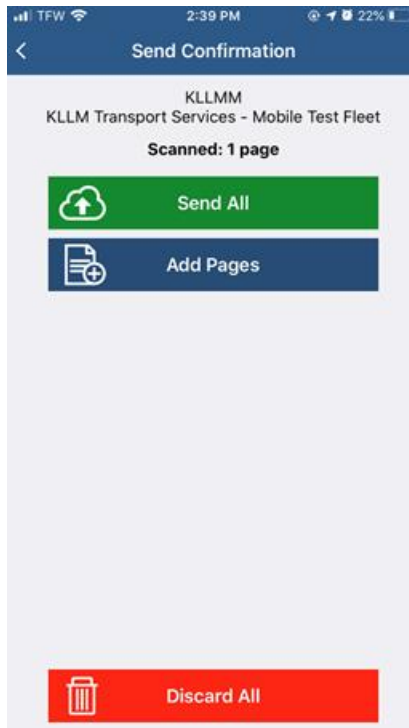 TFW 2:39 PM 22%
Send Confirmation
KLLMM
KLLM Transport Services - Mobile Test Fleet
Scanned: 1 page
Send All
Add Pages
Discard All